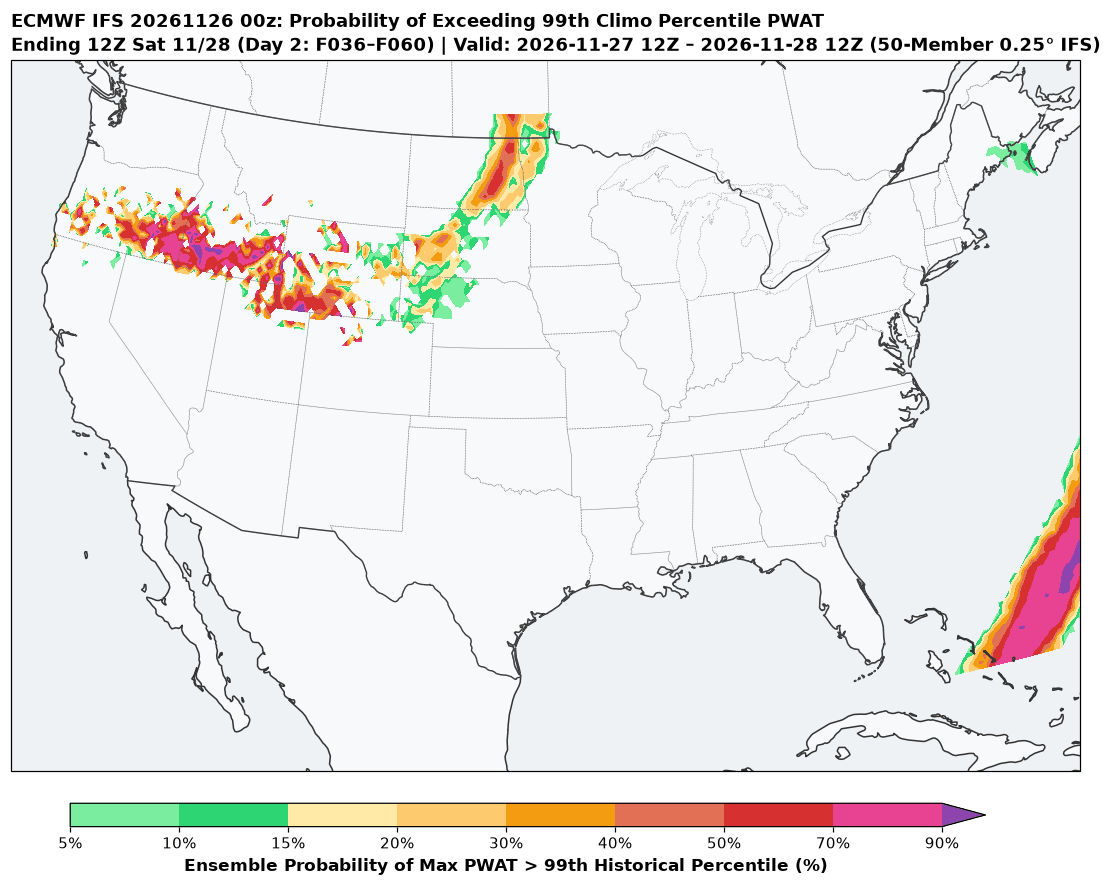 ECMWF IFS 20261126 00z: Probability of Exceeding 99th Climo Percentile PWAT
Ending 12Z Sat 11/28 (Day 2: F036–F060) | Valid: 2026-11-27 12Z – 2026-11-28 12Z (50-Member 0.25° IFS)
5% 10% 15% 20% 30% 40% 50% 70% 90%
Ensemble Probability of Max PWAT > 99th Historical Percentile (%)